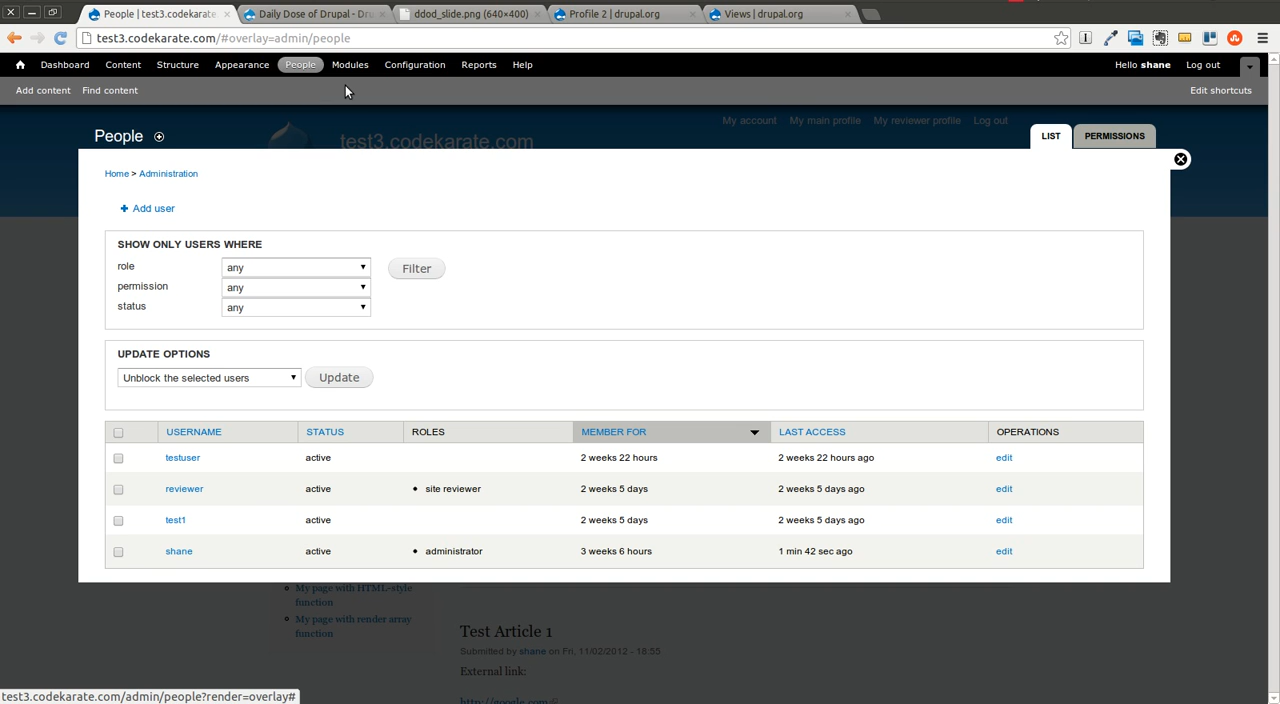 People | test3.codekarate.
Daily Dose of Drupal - Dru
ddod_slide.png (640×400)
Profile 2 | drupal.org
Views | drupal.org
test3.codekarate.com/#overlay=admin/people
Dashboard Content Structure Appearance People Modules Configuration Reports Help Hello shane Log out
Add content Find content Edit shortcuts
My account My main profile My reviewer profile Log out
People LIST PERMISSIONS
test3.codekarate.com
Home > Administration
Add user
SHOW ONLY USERS WHERE
role any Filter
permission any
status any
UPDATE OPTIONS
Unblock the selected users Update
USERNAME STATUS ROLES MEMBER FOR LAST ACCESS OPERATIONS
testuser active 2 weeks 22 hours 2 weeks 22 hours ago edit
reviewer active • site reviewer 2 weeks 5 days 2 weeks 5 days ago edit
test1 active 2 weeks 5 days 2 weeks 5 days ago edit
shane active • administrator 3 weeks 6 hours 1 min 42 sec ago edit
My page with HTML-style
function
My page with render array
function
Test Article 1
Submitted by shane on Fri, 11/02/2012 - 18:55
External link:
http://google.com
test3.codekarate.com/admin/people?render=overlay#